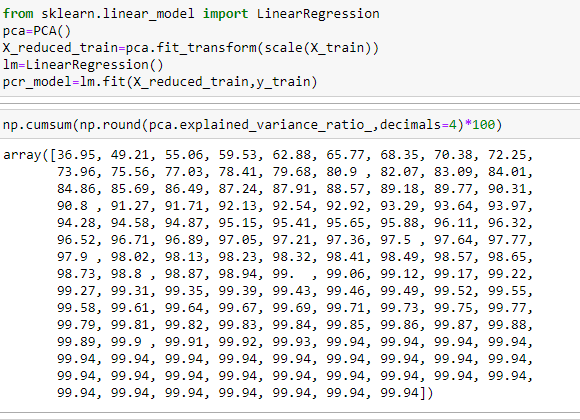 from sklearn.linear_model import LinearRegression
pca=PCA()
X_reduced_train=pca.fit_transform(scale(X_train))
lm=LinearRegression()
pcr_model=lm.fit(X_reduced_train,y_train)
np.cumsum(np.round(pca.explained_variance_ratio_,decimals=4)*100)
array([36.95, 49.21, 55.06, 59.53, 62.88, 65.77, 68.35, 70.38, 72.25,
73.96, 75.56, 77.03, 78.41, 79.68, 80.9 , 82.07, 83.09, 84.01,
84.86, 85.69, 86.49, 87.24, 87.91, 88.57, 89.18, 89.77, 90.31,
90.8 , 91.27, 91.71, 92.13, 92.54, 92.92, 93.29, 93.64, 93.97,
94.28, 94.58, 94.87, 95.15, 95.41, 95.65, 95.88, 96.11, 96.32,
96.52, 96.71, 96.89, 97.05, 97.21, 97.36, 97.5 , 97.64, 97.77,
97.9 , 98.02, 98.13, 98.23, 98.32, 98.41, 98.49, 98.57, 98.65,
98.73, 98.8 , 98.87, 98.94, 99.  , 99.06, 99.12, 99.17, 99.22,
99.27, 99.31, 99.35, 99.39, 99.43, 99.46, 99.49, 99.52, 99.55,
99.58, 99.61, 99.64, 99.67, 99.69, 99.71, 99.73, 99.75, 99.77,
99.79, 99.81, 99.82, 99.83, 99.84, 99.85, 99.86, 99.87, 99.88,
99.89, 99.9 , 99.91, 99.92, 99.93, 99.94, 99.94, 99.94, 99.94,
99.94, 99.94, 99.94, 99.94, 99.94, 99.94, 99.94, 99.94, 99.94,
99.94, 99.94, 99.94, 99.94, 99.94, 99.94, 99.94, 99.94, 99.94,
99.94, 99.94, 99.94, 99.94, 99.94, 99.94, 99.94])